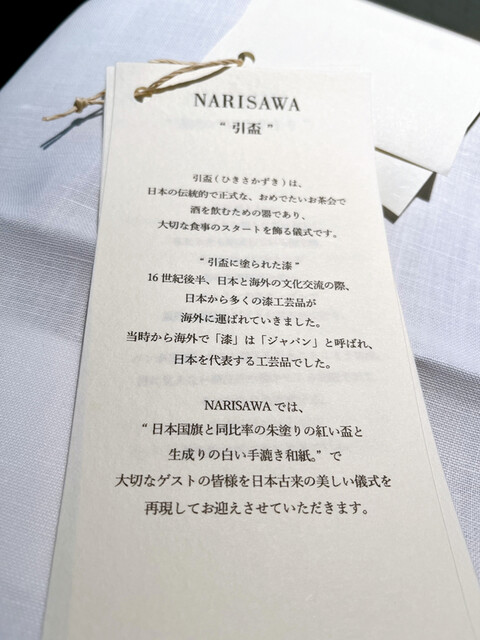 NARISAWA
“ 引盃 ”
引盃 ( ひきさかずき ) は、
日本の伝統的で正式な、おめでたいお茶会で
酒を飲むための器であり、
大切な食事のスタートを飾る儀式です。
“ 引盃に塗られた漆 ”
16 世紀後半、日本と海外の文化交流の際、
日本から多くの漆工芸品が
海外に運ばれていきました。
当時から海外で「漆」は「ジャパン」と呼ばれ、
日本を代表する工芸品でした。
NARISAWA では、
“ 日本国旗と同比率の朱塗りの紅い盃と
生成りの白い手漉き和紙。” で
大切なゲストの皆様を日本古来の美しい儀式を
再現してお迎えさせていただきます。